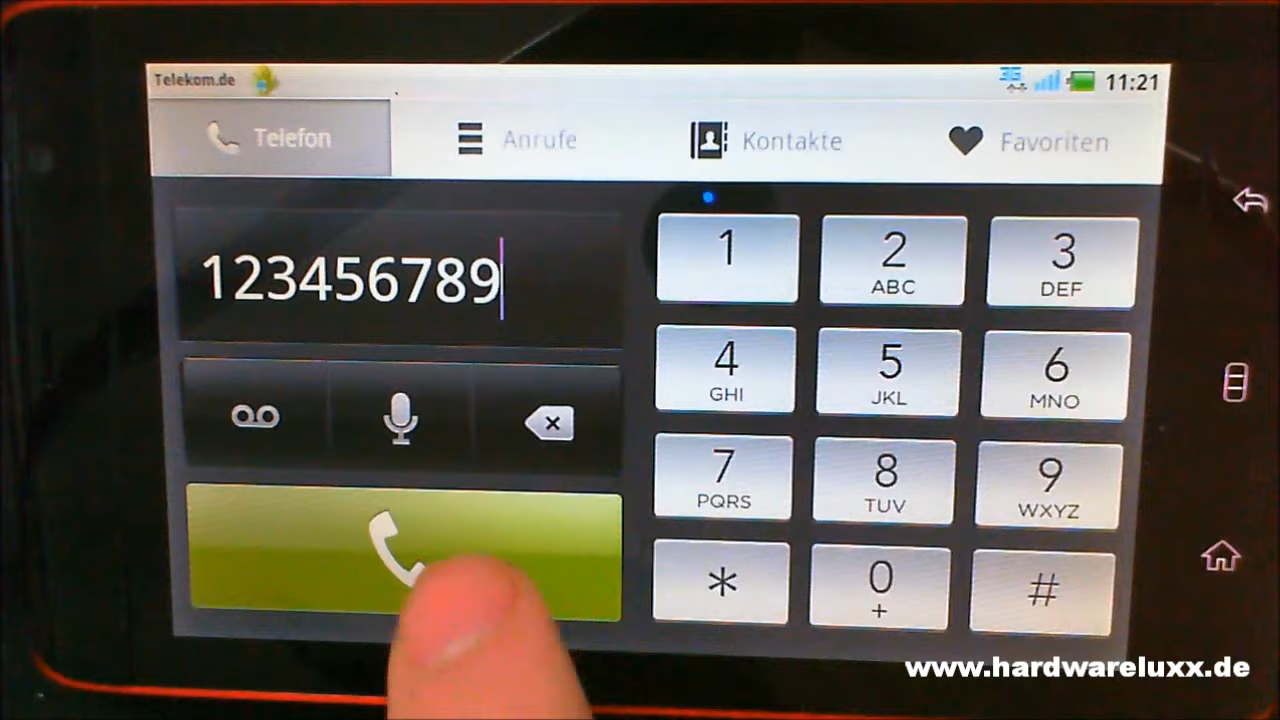 Telekom.de 3G 11:21
Telefon Anrufe Kontakte Favoriten
123456789
1 2 3
ABC DEF
4 5 6
GHI JKL MNO
7 8 9
PQRS TUV WXYZ
* 0 #
+
www.hardwareluxx.de